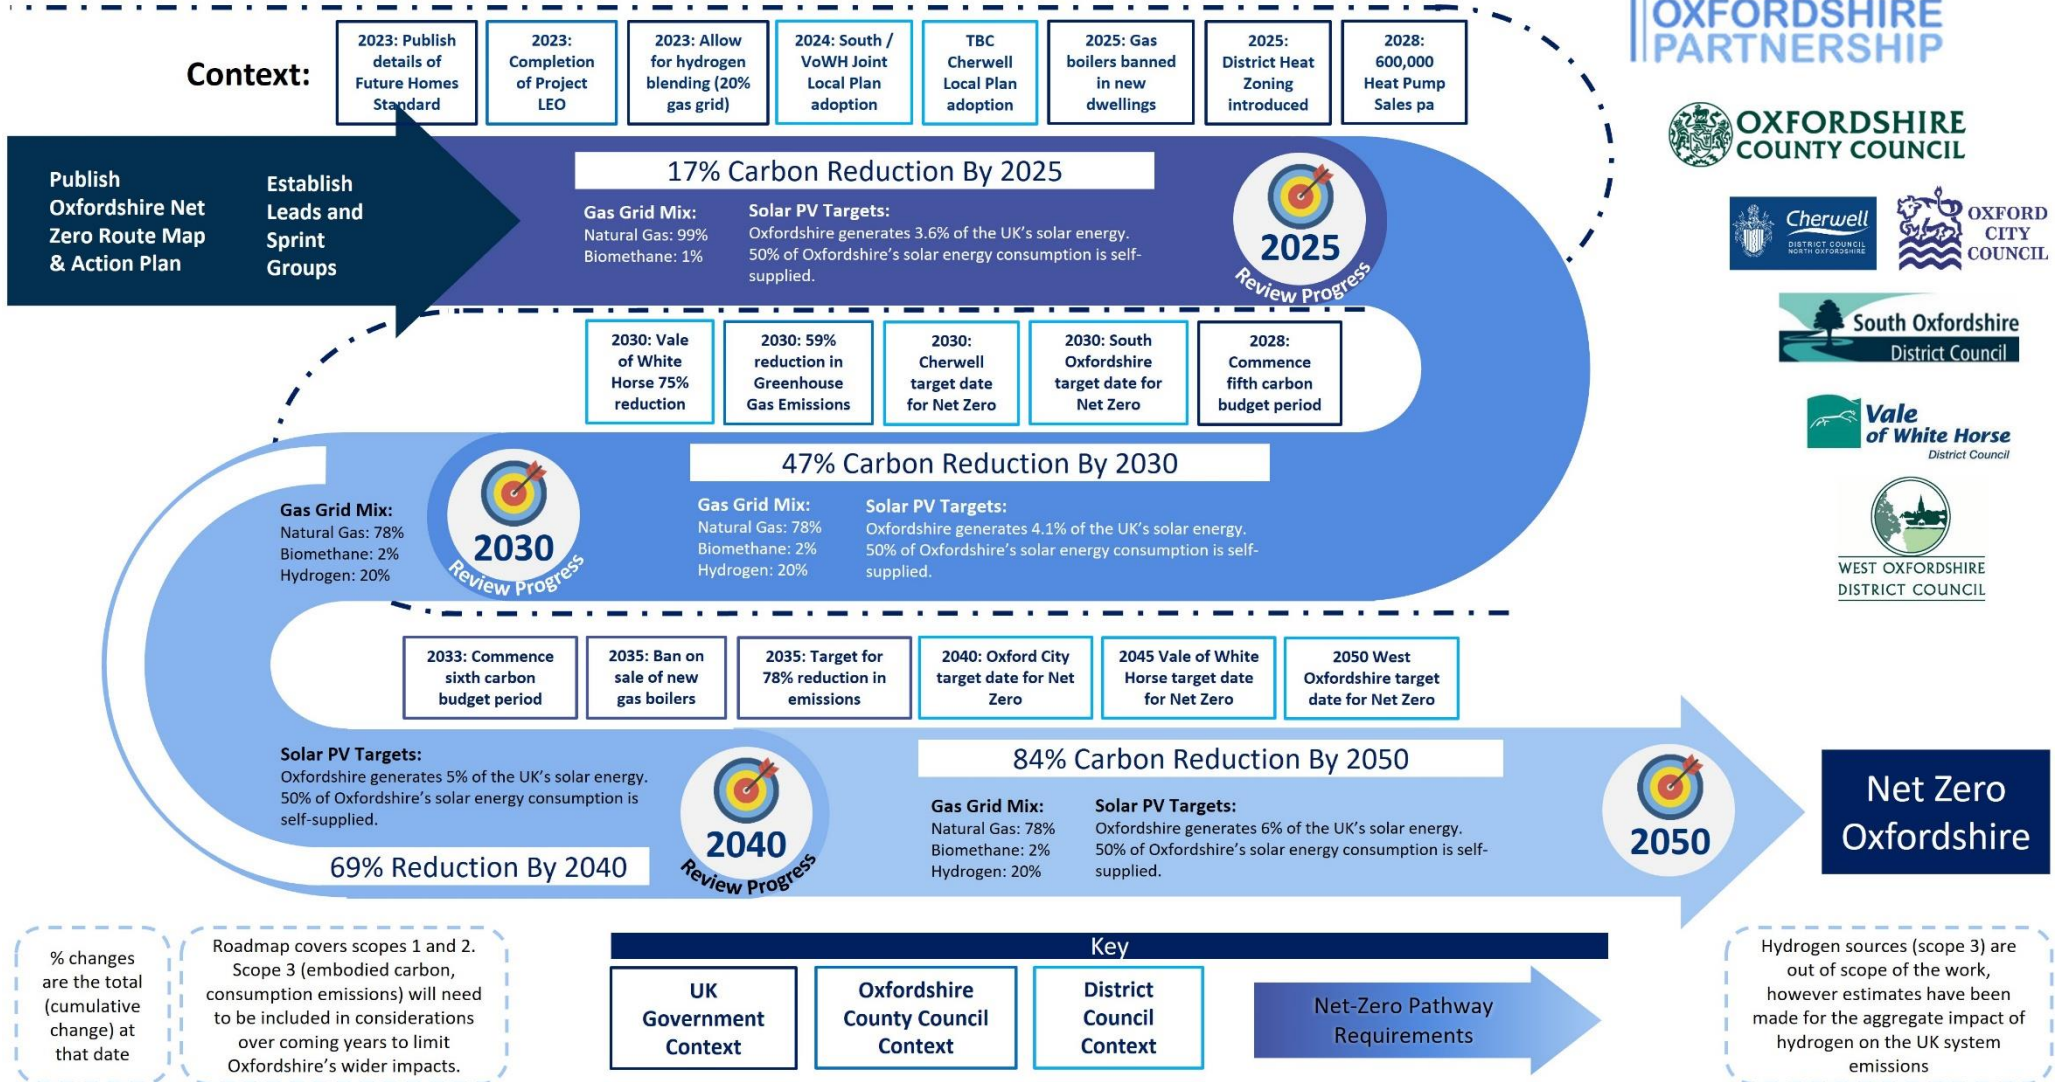 OXFORDSHIRE
PARTNERSHIP
Context:
2023: Publish
details of
Future Homes
Standard
2023:
Completion
of Project
LEO
2023: Allow
for hydrogen
blending (20%
gas grid)
2024: South /
VoWH Joint
Local Plan
adoption
TBC
Cherwell
Local Plan
adoption
2025: Gas
boilers banned
in new
dwellings
2025:
District Heat
Zoning
introduced
2028:
600,000
Heat Pump
Sales pa
OXFORDSHIRE
COUNTY COUNCIL
Cherwell
DISTRICT COUNCIL
NORTH OXFORDSHIRE
OXFORD
CITY
COUNCIL
South Oxfordshire
District Council
Vale
of White Horse
District Council
WEST OXFORDSHIRE
DISTRICT COUNCIL
Publish
Oxfordshire Net
Zero Route Map
& Action Plan
Establish
Leads and
Sprint
Groups
17% Carbon Reduction By 2025
Gas Grid Mix:
Natural Gas: 99%
Biomethane: 1%
Solar PV Targets:
Oxfordshire generates 3.6% of the UK's solar energy.
50% of Oxfordshire's solar energy consumption is self-
supplied.
2025
Review Progress
2030: Vale
of White
Horse 75%
reduction
2030: 59%
reduction in
Greenhouse
Gas Emissions
2030:
Cherwell
target date
for Net Zero
2030: South
Oxfordshire
target date for
Net Zero
2028:
Commence
fifth carbon
budget period
47% Carbon Reduction By 2030
Gas Grid Mix:
Natural Gas: 78%
Biomethane: 2%
Hydrogen: 20%
2030
Review Progress
Gas Grid Mix:
Natural Gas: 78%
Biomethane: 2%
Hydrogen: 20%
Solar PV Targets:
Oxfordshire generates 4.1% of the UK's solar energy.
50% of Oxfordshire's solar energy consumption is self-
supplied.
2033: Commence
sixth carbon
budget period
2035: Ban on
sale of new
gas boilers
2035: Target for
78% reduction in
emissions
2040: Oxford City
target date for Net
Zero
2045 Vale of White
Horse target date
for Net Zero
2050 West
Oxfordshire target
date for Net Zero
Solar PV Targets:
Oxfordshire generates 5% of the UK's solar energy.
50% of Oxfordshire's solar energy consumption is
self-supplied.
69% Reduction By 2040
2040
Review Progress
84% Carbon Reduction By 2050
Gas Grid Mix:
Natural Gas: 78%
Biomethane: 2%
Hydrogen: 20%
Solar PV Targets:
Oxfordshire generates 6% of the UK's solar energy.
50% of Oxfordshire's solar energy consumption is self-
supplied.
2050
Net Zero
Oxfordshire
% changes
are the total
(cumulative
change) at
that date
Roadmap covers scopes 1 and 2.
Scope 3 (embodied carbon,
consumption emissions) will need
to be included in considerations
over coming years to limit
Oxfordshire's wider impacts.
Key
UK
Government
Context
Oxfordshire
County Council
Context
District
Council
Context
Net-Zero Pathway
Requirements
Hydrogen sources (scope 3) are
out of scope of the work,
however estimates have been
made for the aggregate impact of
hydrogen on the UK system
emissions